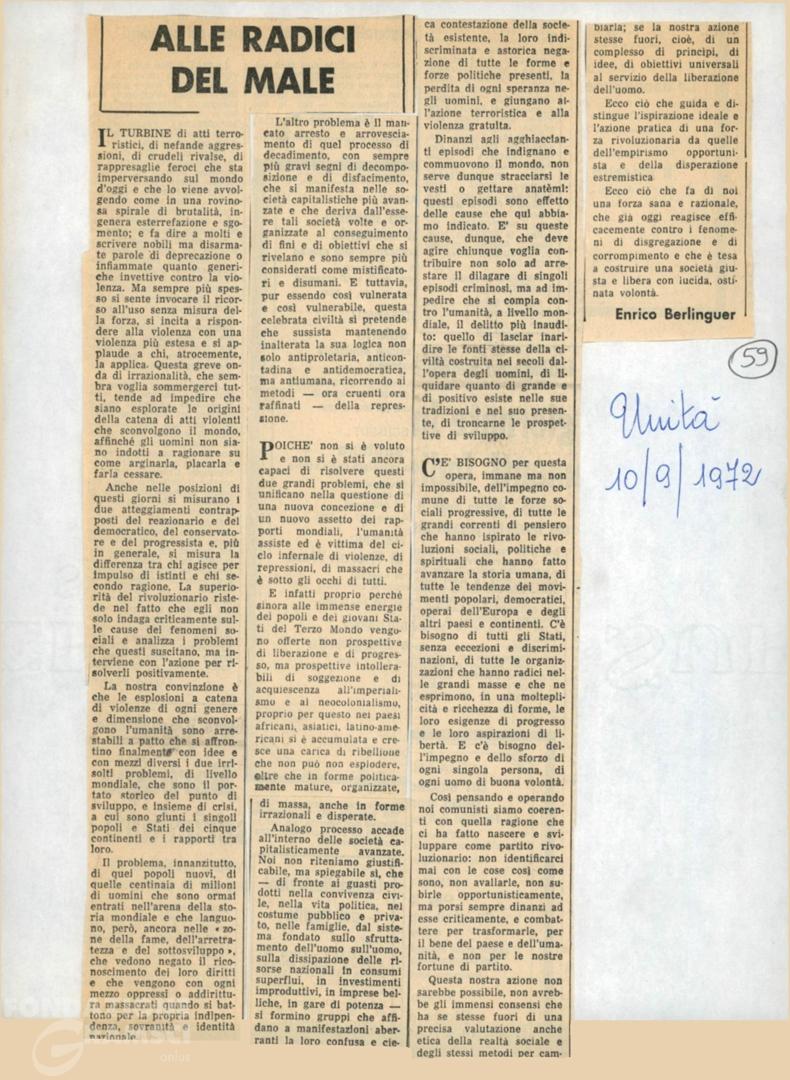 ALLE RADICI
DEL MALE
IL TURBINE di atti terro-
ristici, di nefande aggres-
sioni, di crudeli rivalse, di
rappresaglie feroci che sta
imperversando sul mondo
d'oggi e che lo viene avvol-
gendo come in una rovino-
sa spirale di brutalità, in-
genera esterrefazione e sgo-
mento; e fa dire a molti e
scrivere nobili ma disarma-
te parole di deprecazione o
infiammate quanto generi-
che invettive contro la vio-
lenza. Ma sempre più spes-
so si sente invocare il ricor-
so all'uso senza misura del-
la forza, si incita a rispon-
dere alla violenza con una
violenza più estesa e si ap-
plaude a chi, atrocemente,
la applica. Questa greve on-
da di irrazionalità, che sem-
bra voglia sommergerci tut-
ti, tende ad impedire che
siano esplorate le origini
della catena di atti violenti
che sconvolgono il mondo,
affinché gli uomini non sia-
no indotti a ragionare su
come arginarla, placarla e
farla cessare.
Anche nelle posizioni di
questi giorni si misurano i
due atteggiamenti contrap-
posti del reazionario e del
democratico, del conservato-
re e del progressista e, più
in generale, si misura la
differenza tra chi agisce per
impulso di istinti e chi se-
condo ragione. La superio-
rità del rivoluzionario risie-
de nel fatto che egli non
solo indaga criticamente sul-
le cause dei fenomeni so-
ciali e analizza i problemi
che questi suscitano, ma in-
terviene con l'azione per ri-
solverli positivamente.
La nostra convinzione è
che le esplosioni a catena
di violenze di ogni genere
e dimensione che sconvol-
gono l'umanità sono arre-
stabili a patto che si affron-
tino finalmente con idee e
con mezzi diversi i due irri-
solti problemi, di livello
mondiale, che sono il por-
tato storico del punto di
sviluppo, e insieme di crisi,
a cui sono giunti i singoli
popoli e Stati dei cinque
continenti e i rapporti tra
loro.
Il problema, innanzitutto,
di quei popoli nuovi, di
quelle centinaia di milioni
di uomini che sono ormai
entrati nell'arena della sto-
ria mondiale e che languo-
no, però, ancora nelle « zo-
ne della fame, dell'arretra-
tezza e del sottosviluppo »,
che vedono negato il rico-
noscimento dei loro diritti
e che vengono con ogni
mezzo oppressi o addirittu-
ra massacrati quando si bat-
tono per la propria indipen-
denza, sovranità e identità
nazionale.
L'altro problema è il man-
cato arresto e arrovescia-
mento di quel processo di
decadimento, con sempre
più gravi segni di decompo-
sizione e di disfacimento,
che si manifesta nelle so-
cietà capitalistiche più avan-
zate e che deriva dall'esse-
re tali società volte e or-
ganizzate al conseguimento
di fini e di obiettivi che si
rivelano e sono sempre più
considerati come mistificato-
ri e disumani. E tuttavia,
pur essendo così vulnerata
e così vulnerabile, questa
celebrata civiltà si pretende
che sussista mantenendo
inalterata la sua logica non
solo antiproletaria, anticon-
tadina e antidemocratica,
ma antiumana, ricorrendo ai
metodi — ora cruenti ora
raffinati — della repres-
sione.
POICHE' non si è voluto
e non si è stati ancora
capaci di risolvere questi
due grandi problemi, che si
unificano nella questione di
una nuova concezione e di
un nuovo assetto dei rap-
porti mondiali, l'umanità
assiste ed è vittima del ci-
clo infernale di violenze, di
repressioni, di massacri che
è sotto gli occhi di tutti.
E infatti proprio perché
sinora alle immense energie
dei popoli e dei giovani Sta-
ti del Terzo Mondo vengo-
no offerte non prospettive
di liberazione e di progres-
so, ma prospettive intollera-
bili di soggezione e di
acquiescenza all'imperiali-
smo e al neocolonialismo,
proprio per questo nei paesi
africani, asiatici, latino-ame-
ricani si è accumulata e cre-
sce una carica di ribellione
che non può non esplodere,
oltre che in forme politica-
mente mature, organizzate,
di massa, anche in forme
irrazionali e disperate.
Analogo processo accade
all'interno delle società ca-
pitalisticamente avanzate.
Noi non riteniamo giustifi-
cabile, ma spiegabile sì, che
— di fronte ai guasti pro-
dotti nella convivenza civi-
le, nella vita politica, nel
costume pubblico e priva-
to, nelle famiglie, dal siste-
ma fondato sullo sfrutta-
mento dell'uomo sull'uomo,
sulla dissipazione delle ri-
sorse nazionali in consumi
superflui, in investimenti
improduttivi, in imprese bel-
liche, in gare di potenza —
si formino gruppi che affi-
dano a manifestazioni aber-
ranti la loro confusa e cie-
ca contestazione della socie-
tà esistente, la loro indi-
scriminata e astorica nega-
zione di tutte le forme e
forze politiche presenti, la
perdita di ogni speranza ne-
gli uomini, e giungano al-
l'azione terroristica e alla
violenza gratuita.
Dinanzi agli agghiaccian-
ti episodi che indignano e
commuovono il mondo, non
serve dunque stracciarsi le
vesti o gettare anatèmi:
questi episodi sono effetto
delle cause che qui abbia-
mo indicato. E' su queste
cause, dunque, che deve
agire chiunque voglia con-
tribuire non solo ad arre-
stare il dilagare di singoli
episodi criminosi, ma ad im-
pedire che si compia con-
tro l'umanità, a livello mon-
diale, il delitto più inaudi-
to: quello di lasciar inari-
dire le fonti stesse della ci-
viltà costruita nei secoli dal-
l'opera degli uomini, di li-
quidare quanto di grande e
di positivo esiste nelle sue
tradizioni e nel suo presen-
te, di troncarne le prospet-
tive di sviluppo.
C'E' BISOGNO per questa
opera, immane ma non
impossibile, dell'impegno co-
mune di tutte le forze so-
ciali progressive, di tutte le
grandi correnti di pensiero
che hanno ispirato le rivo-
luzioni sociali, politiche e
spirituali che hanno fatto
avanzare la storia umana, di
tutte le tendenze dei movi-
menti popolari, democratici,
operai dell'Europa e degli
altri paesi e continenti. C'è
bisogno di tutti gli Stati,
senza eccezioni e discrimi-
nazioni, di tutte le organiz-
zazioni che hanno radici nel-
le grandi masse e che ne
esprimono, in una moltepli-
cità e ricchezza di forme, le
loro esigenze di progresso
e le loro aspirazioni di li-
bertà. E c'è bisogno del-
l'impegno e dello sforzo di
ogni singola persona, di
ogni uomo di buona volontà.
Così pensando e operando
noi comunisti siamo coeren-
ti con quella ragione che
ci ha fatto nascere e svi-
luppare come partito rivo-
luzionario: non identificarci
mai con le cose così come
sono, non avallarle, non su-
birle opportunisticamente,
ma porsi sempre dinanzi ad
esse criticamente, e combat-
tere per trasformarle, per
il bene del paese e dell'uma-
nità, e non per le nostre
fortune di partito.
Questa nostra azione non
sarebbe possibile, non avreb-
be gli immensi consensi che
ha se stesse fuori di una
precisa valutazione anche
etica della realtà sociale e
degli stessi metodi per cam-
biarla; se la nostra azione
stesse fuori, cioè, di un
complesso di principi, di
idee, di obiettivi universali
al servizio della liberazione
dell'uomo.
Ecco ciò che guida e di-
stingue l'ispirazione ideale e
l'azione pratica di una for-
za rivoluzionaria da quelle
dell'empirismo opportuni-
sta e della disperazione
estremistica
Ecco ciò che fa di noi
una forza sana e razionale,
che già oggi reagisce effi-
cacemente contro i fenome-
ni di disgregazione e di
corrompimento e che è tesa
a costruire una società giu-
sta e libera con lucida, osti-
nata volontà.
Enrico Berlinguer
59
Unità
10/9/1972
onlus